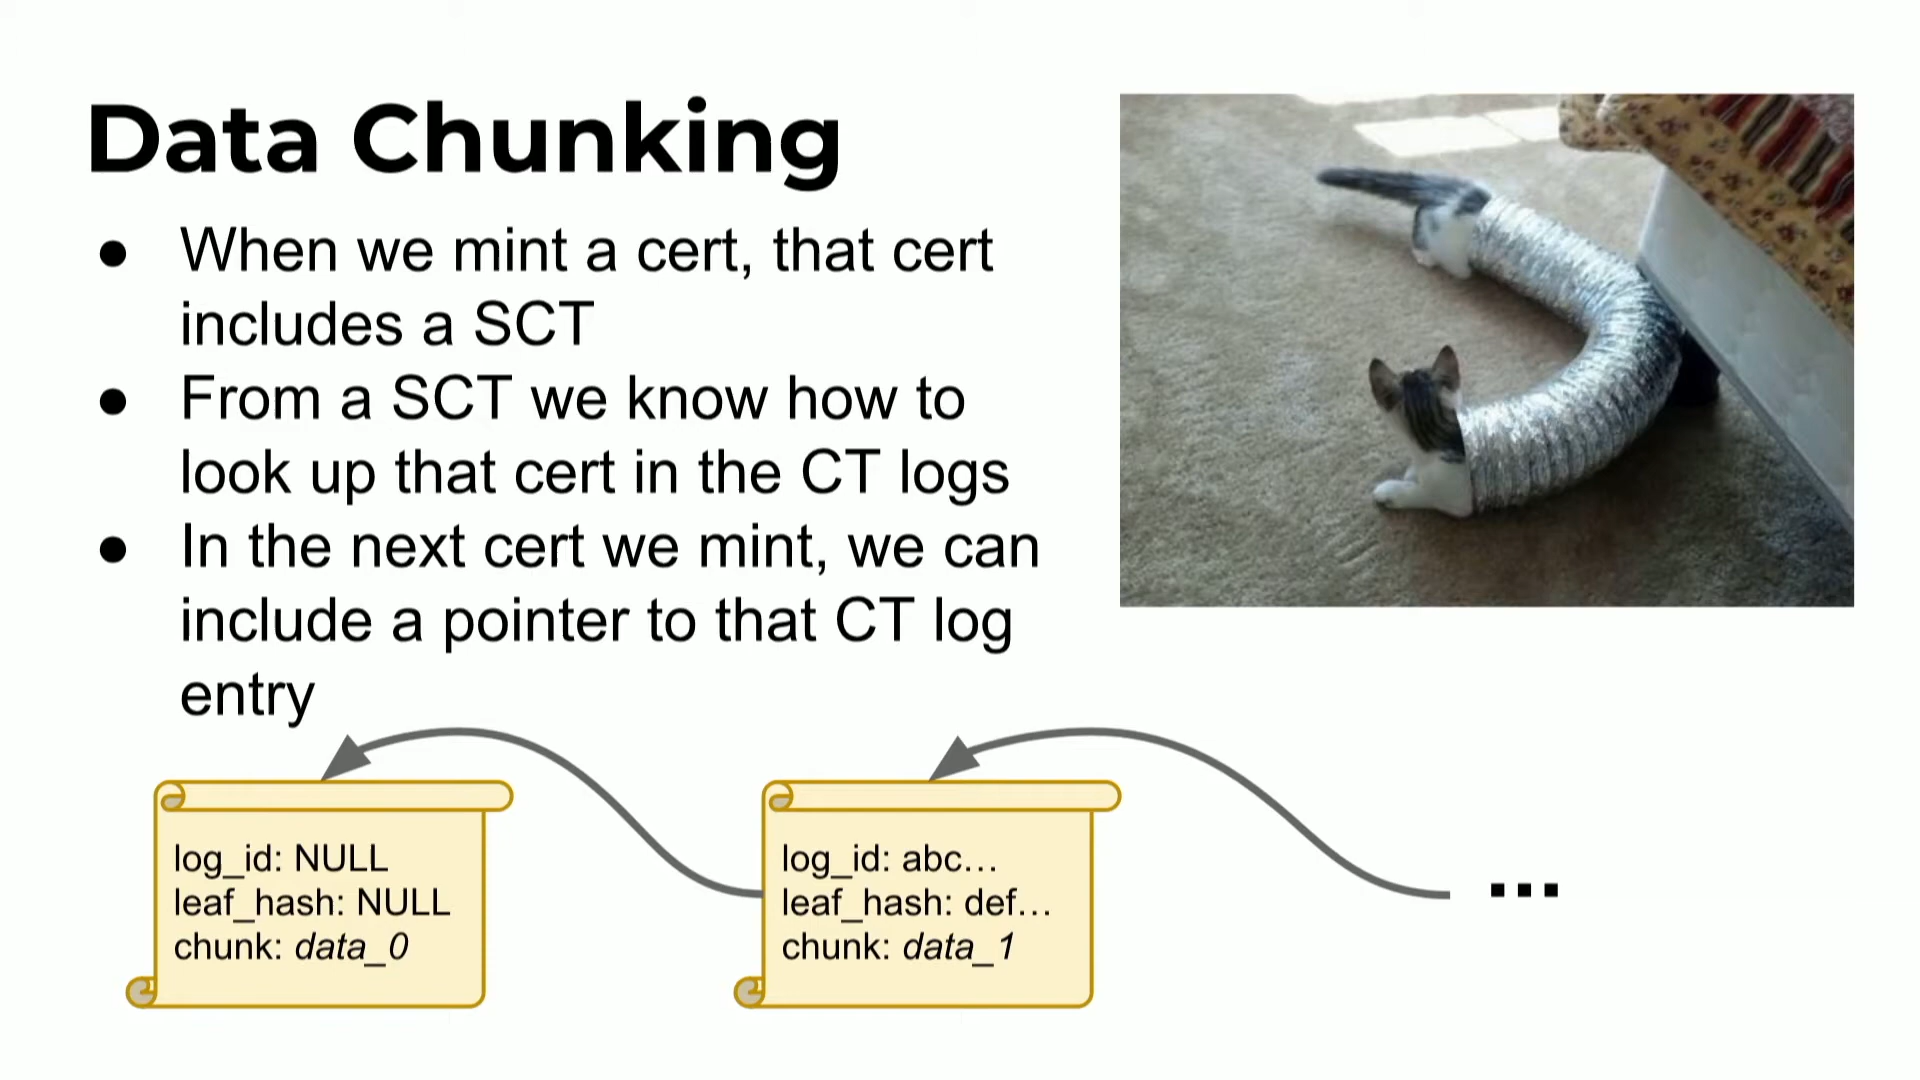 Data Chunking
● When we mint a cert, that cert
includes a SCT
● From a SCT we know how to
look up that cert in the CT logs
● In the next cert we mint, we can
include a pointer to that CT log
entry
log_id: NULL
leaf_hash: NULL
chunk: data_0
log_id: abc…
leaf_hash: def…
chunk: data_1
...